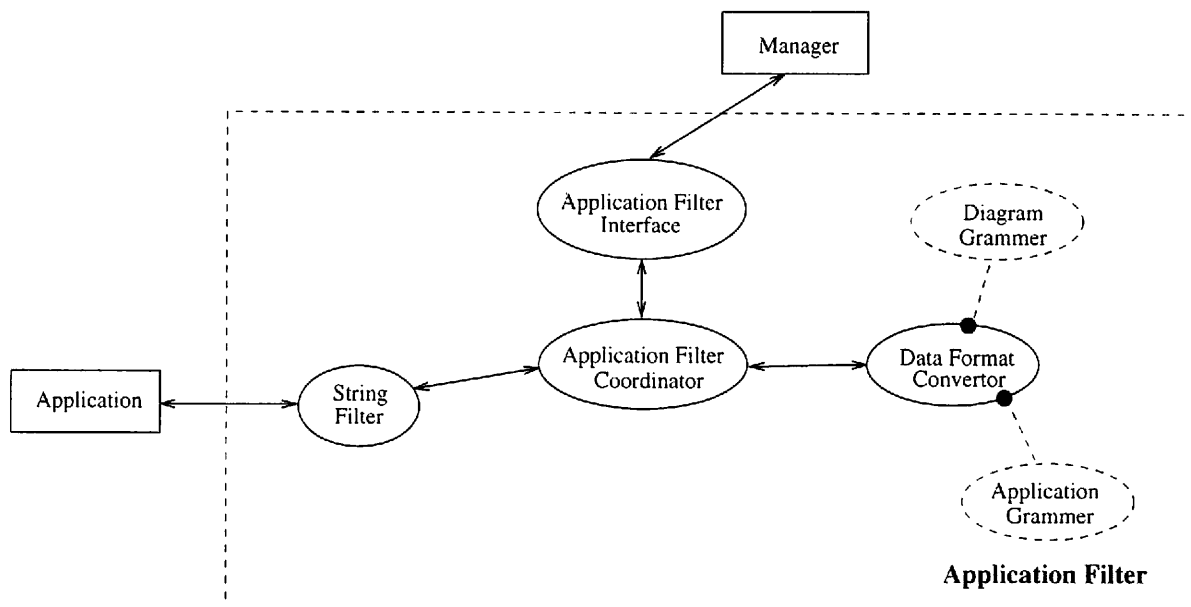 Manager
Application Filter
Interface
Diagram
Grammer
Application Filter
Coordinator
Data Format
Convertor
Application
String
Filter
Application
Grammer
Application Filter